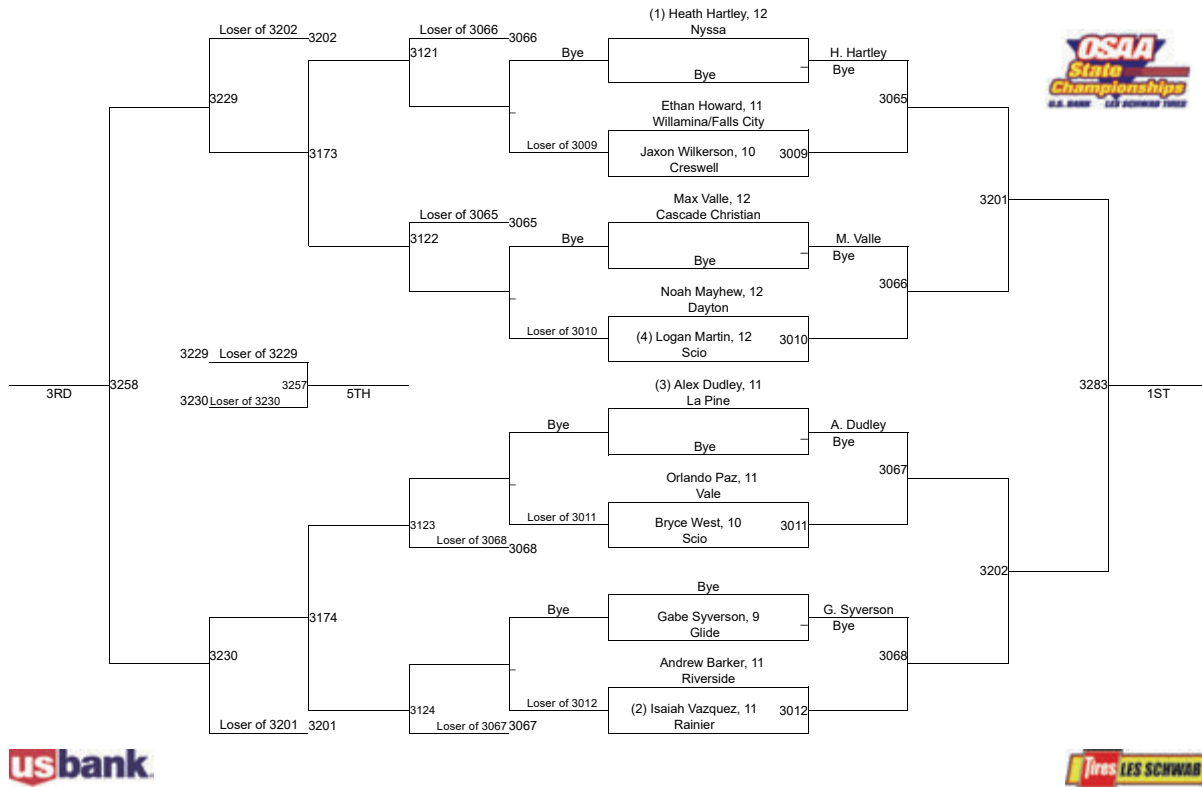 (1) Heath Hartley, 12
Nyssa
Loser of 3202
3202
Loser of 3066
3066
3121
Bye
Bye
H. Hartley
Bye
OSAA
State
Championships
U.S. BANK LES SCHWAB TIRES
3229
3065
Ethan Howard, 11
Willamina/Falls City
3173
Loser of 3009
Jaxon Wilkerson, 10
Creswell
3009
Max Valle, 12
Cascade Christian
3201
Loser of 3065
3065
3122
Bye
Bye
M. Valle
Bye
3066
Noah Mayhew, 12
Dayton
Loser of 3010
(4) Logan Martin, 12
Scio
3010
3229
Loser of 3229
3RD
3258
3257
5TH
3230
Loser of 3230
(3) Alex Dudley, 11
La Pine
3283
1ST
Bye
Bye
A. Dudley
Bye
3067
Orlando Paz, 11
Vale
3123
Loser of 3011
Bryce West, 10
Scio
3011
Loser of 3068
3068
3202
Bye
Bye
Gabe Syverson, 9
Glide
G. Syverson
Bye
3174
3230
3068
Andrew Barker, 11
Riverside
3124
Loser of 3012
(2) Isaiah Vazquez, 11
Rainier
3012
Loser of 3201
3201
Loser of 3067
3067
usbank
Tires LES SCHWAB